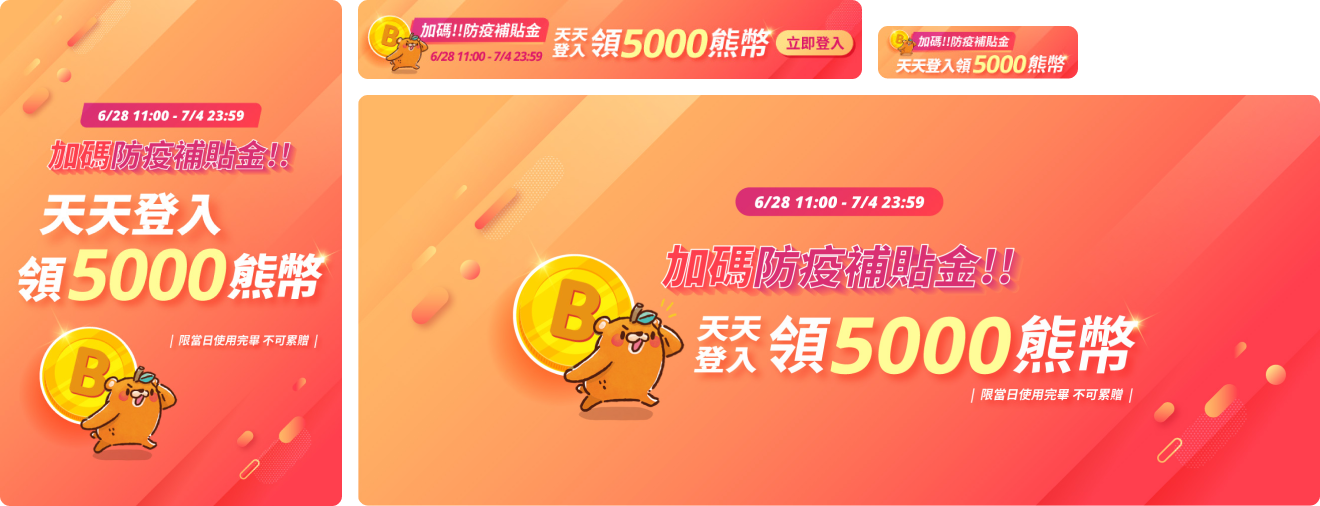 6/28 11:00 - 7/4 23:59
加碼防疫補貼金!!
天天登入
領5000熊幣
| 限當日使用完畢 不可累贈 |
B
B
加碼!!防疫補貼金
6/28 11:00 - 7/4 23:59
天天
登入
領5000熊幣
立即登入
B
加碼!!防疫補貼金
天天登入領5000熊幣
6/28 11:00 - 7/4 23:59
加碼防疫補貼金!!
B
天天
登入
領5000熊幣
| 限當日使用完畢 不可累贈 |